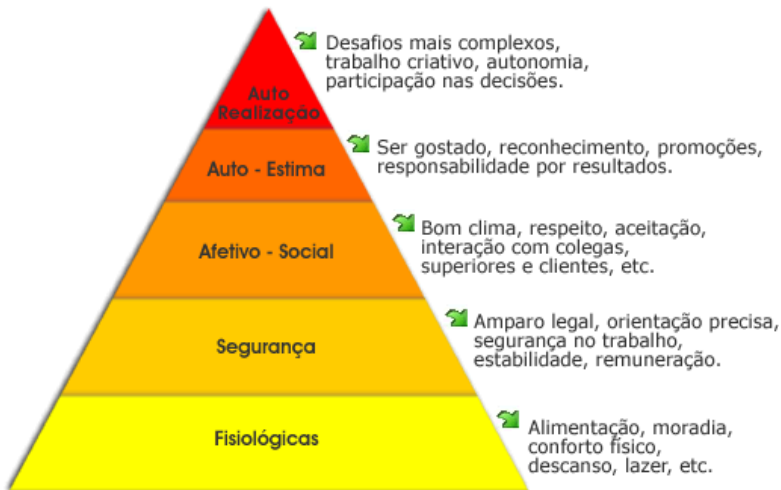 Desafios mais complexos,
trabalho criativo, autonomia,
participação nas decisões.
Auto
Realização
Ser gostado, reconhecimento, promoções,
responsabilidade por resultados.
Auto - Estima
Bom clima, respeito, aceitação,
interação com colegas,
superiores e clientes, etc.
Afetivo - Social
Amparo legal, orientação precisa,
segurança no trabalho,
estabilidade, remuneração.
Segurança
Alimentação, moradia,
conforto físico,
descanso, lazer, etc.
Fisiológicas